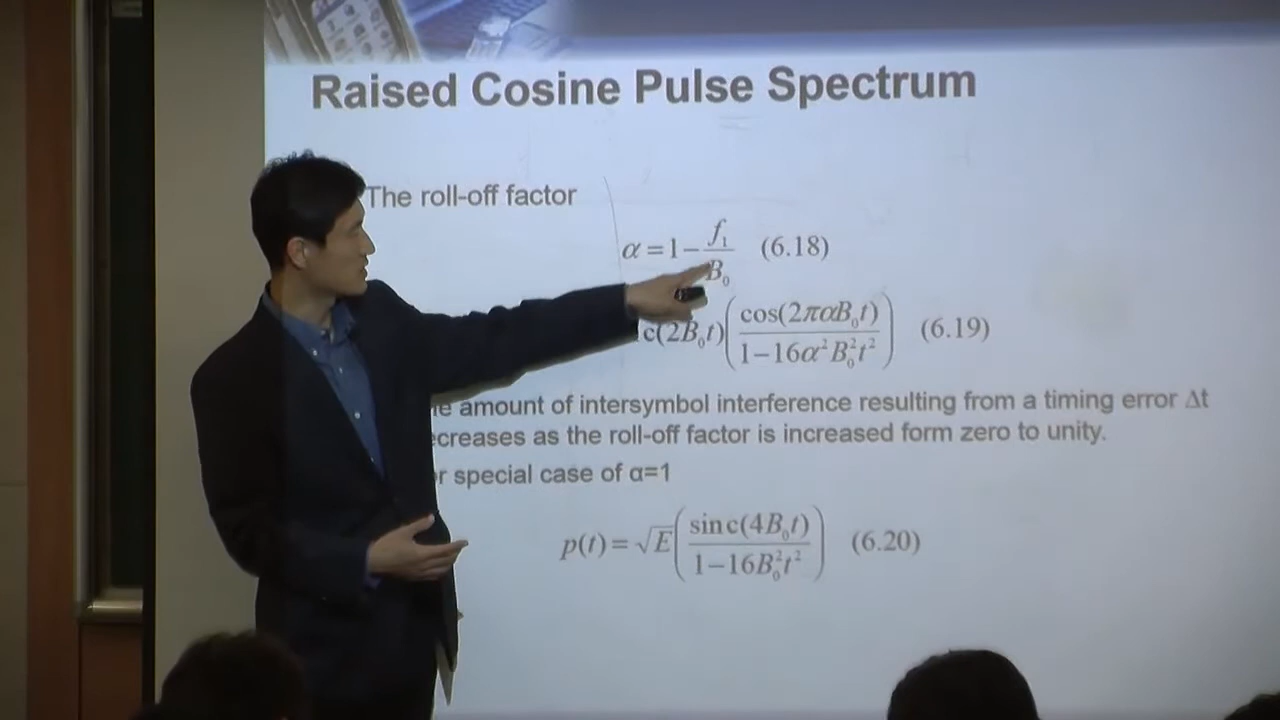 Raised Cosine Pulse Spectrum
The roll-off factor
α = 1 − f₁/B₀ (6.18)
c(2B₀t)(cos(2παB₀t)/1−16α²B₀²t²) (6.19)
e amount of intersymbol interference resulting from a timing error Δt
creases as the roll-off factor is increased form zero to unity.
r special case of α=1
p(t) = √E(sinc(4B₀t)/1−16B₀²t²) (6.20)